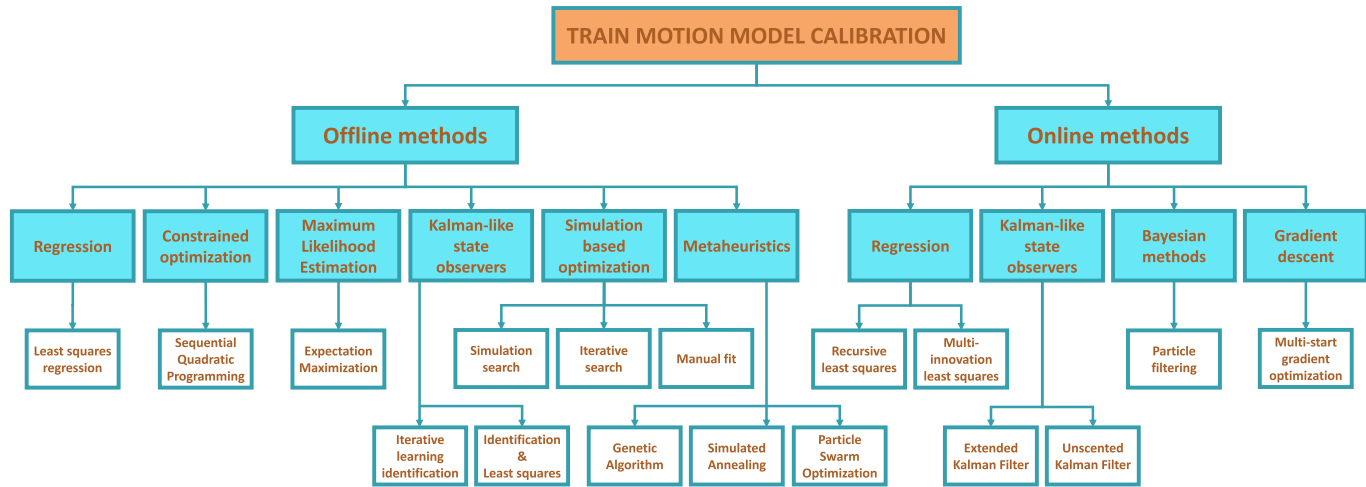 TRAIN MOTION MODEL CALIBRATION
Offline methods
Online methods
Regression
Constrained
optimization
Maximum
Likelihood
Estimation
Kalman-like
state
observers
Simulation
based
optimization
Metaheuristics
Regression
Kalman-like
state
observers
Bayesian
methods
Gradient
descent
Least squares
regression
Sequential
Quadratic
Programming
Expectation
Maximization
Simulation
search
Iterative
search
Manual fit
Recursive
least squares
Multi-
innovation
least squares
Particle
filtering
Multi-start
gradient
optimization
Iterative
learning
identification
Identification
&
Least squares
Genetic
Algorithm
Simulated
Annealing
Particle
Swarm
Optimization
Extended
Kalman Filter
Unscented
Kalman Filter